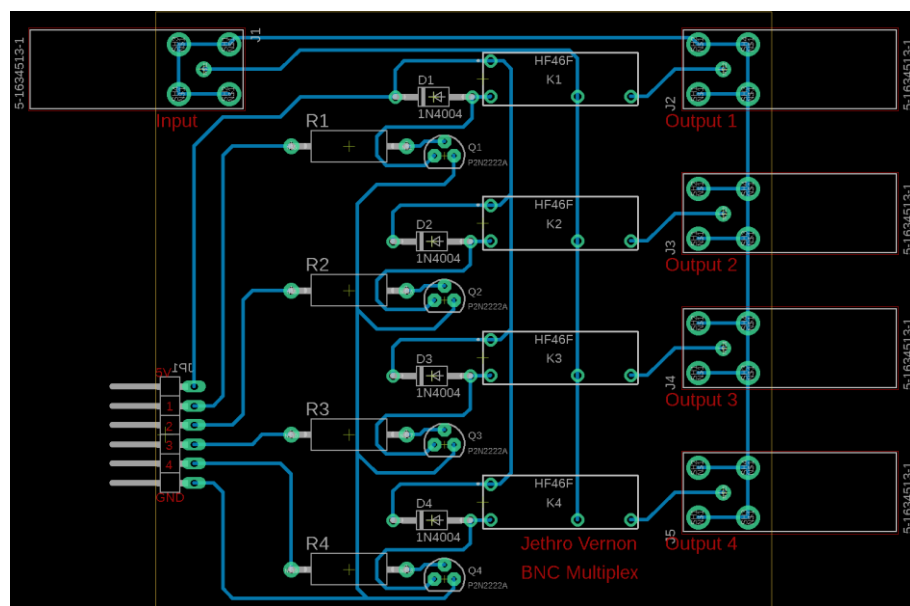 J1
5-1634513-1
Input
HF46F
K1
D1
1N4004
R1
Q1
P2N2222A
J2
5-1634513-1
Output 1
HF46F
K2
D2
1N4004
R2
Q2
P2N2222A
J3
5-1634513-1
Output 2
HF46F
K3
D3
1N4004
R3
Q3
P2N2222A
J4
5-1634513-1
Output 3
JP1
5V
1
2
3
4
GND
HF46F
K4
D4
1N4004
R4
Q4
P2N2222A
J5
5-1634513-1
Output 4
Jethro Vernon
BNC Multiplex